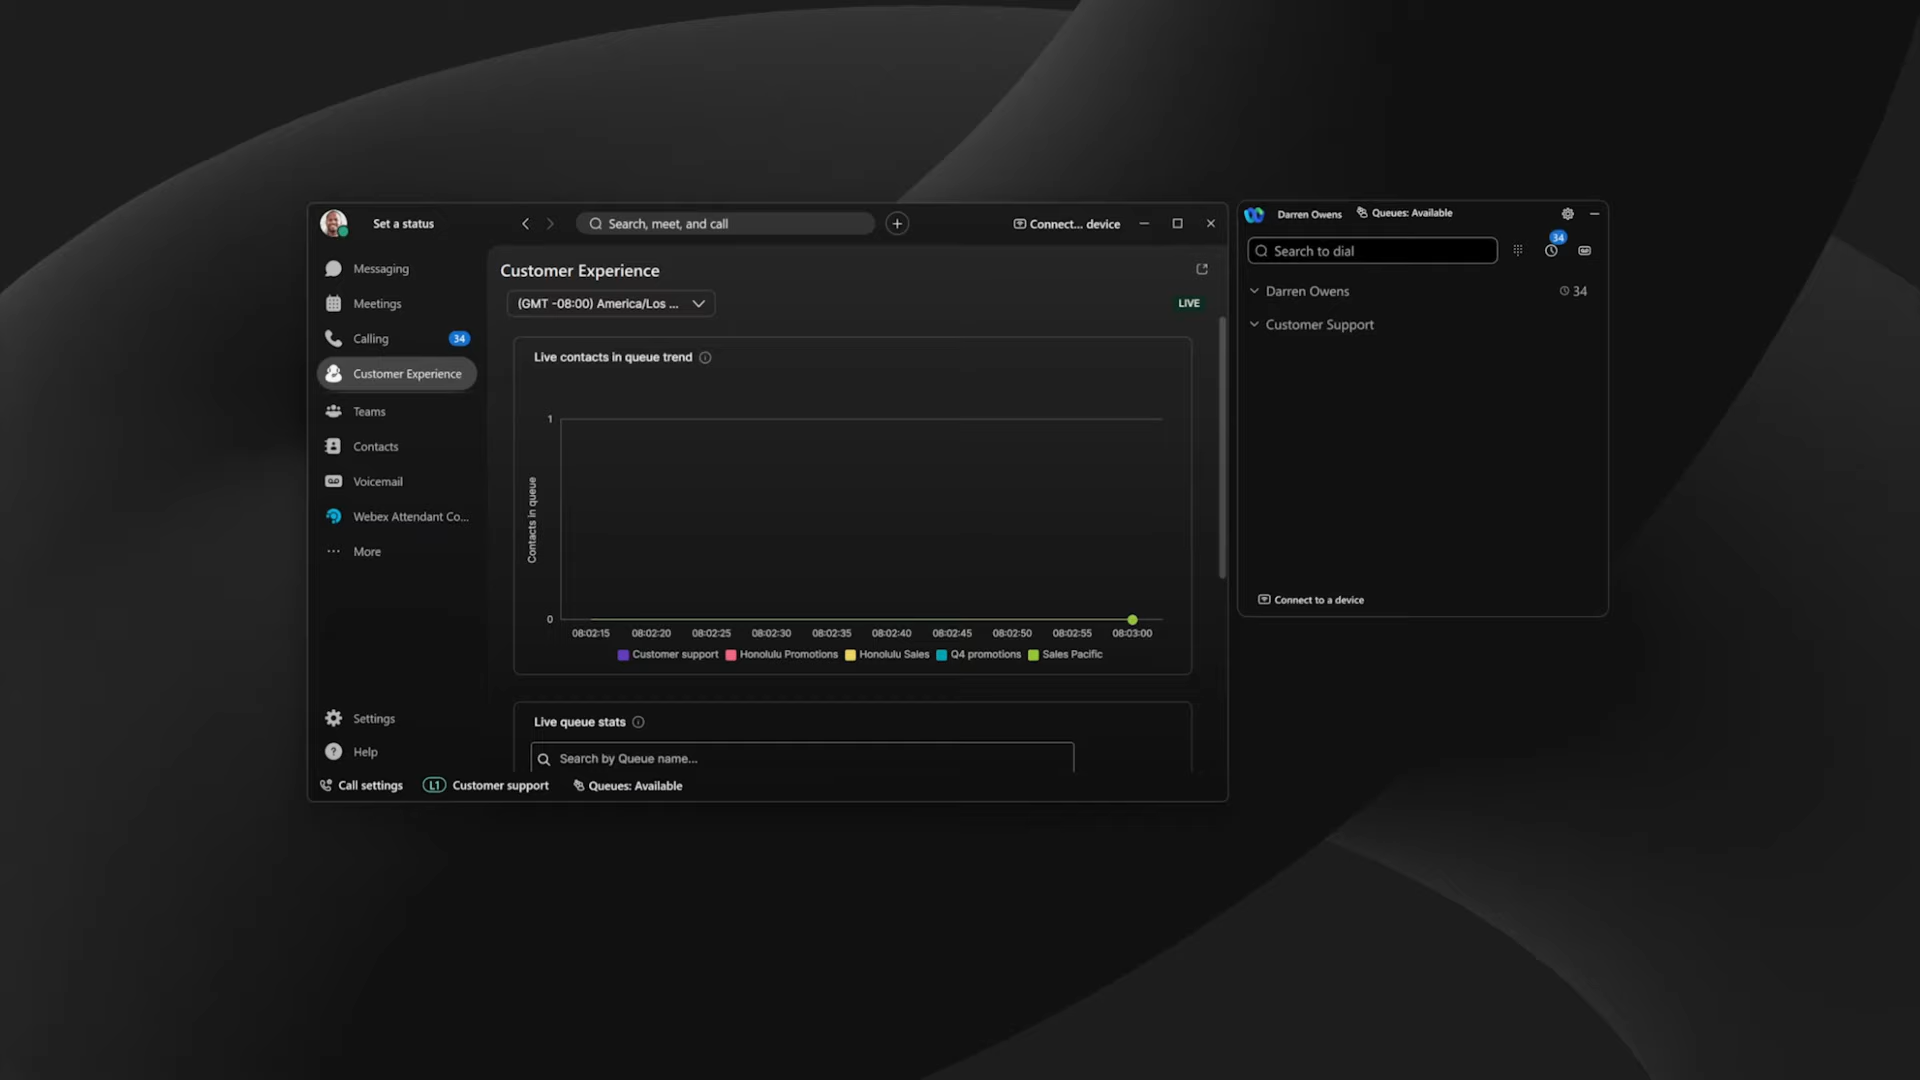 Set a status
Search, meet, and call
Connect... device
Messaging
Meetings
Calling
34
Customer Experience
Teams
Contacts
Voicemail
Webex Attendant Co...
More
Settings
Help
Call settings
L1
Customer support
Queues: Available
Customer Experience
(GMT -08:00) America/Los ...
LIVE
Live contacts in queue trend
Contacts in queue
1
0
08:02:15 08:02:20 08:02:25 08:02:30 08:02:35 08:02:40 08:02:45 08:02:50 08:02:55 08:03:00
Customer support Honolulu Promotions Honolulu Sales Q4 promotions Sales Pacific
Live queue stats
Search by Queue name...
Darren Owens
Queues: Available
Search to dial
34
Darren Owens
34
Customer Support
Connect to a device